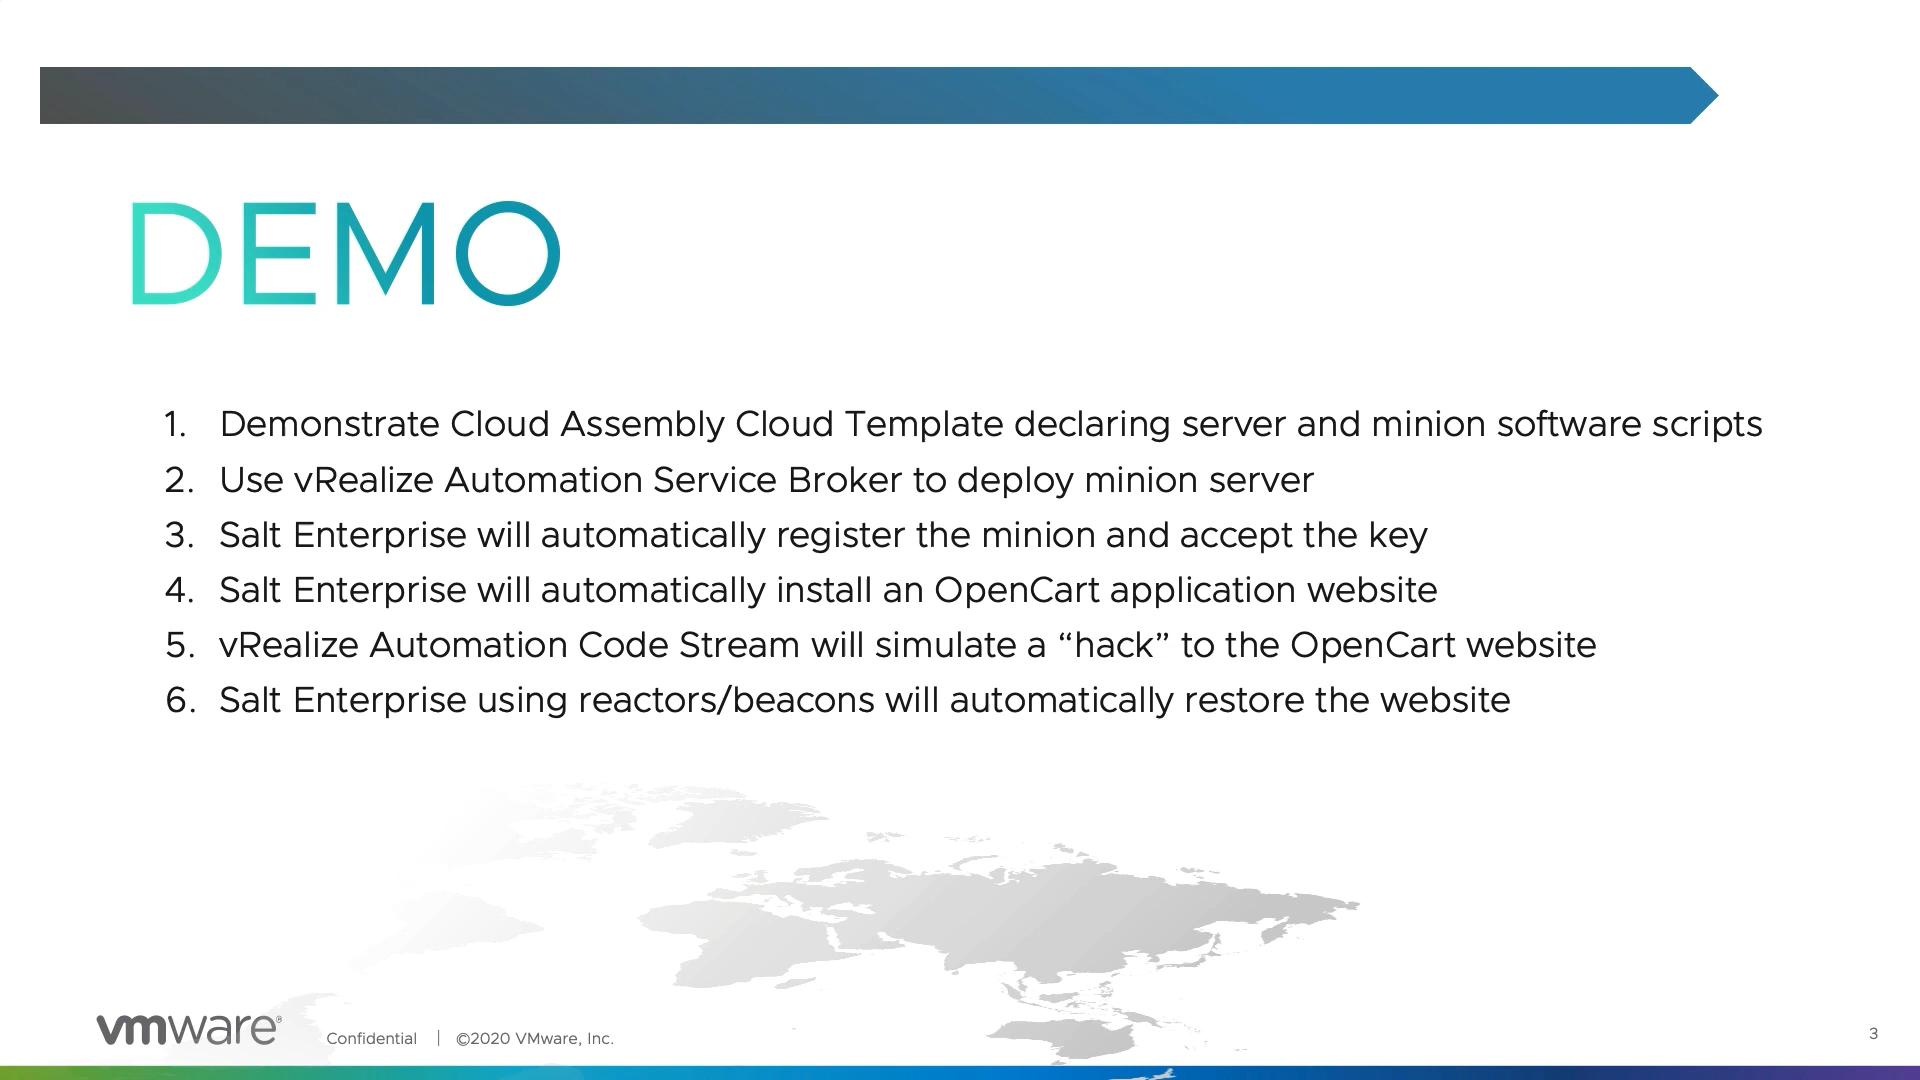 DEMO
1. Demonstrate Cloud Assembly Cloud Template declaring server and minion software scripts
2. Use vRealize Automation Service Broker to deploy minion server
3. Salt Enterprise will automatically register the minion and accept the key
4. Salt Enterprise will automatically install an OpenCart application website
5. vRealize Automation Code Stream will simulate a “hack” to the OpenCart website
6. Salt Enterprise using reactors/beacons will automatically restore the website
vmware® Confidential | ©2020 VMware, Inc. 3